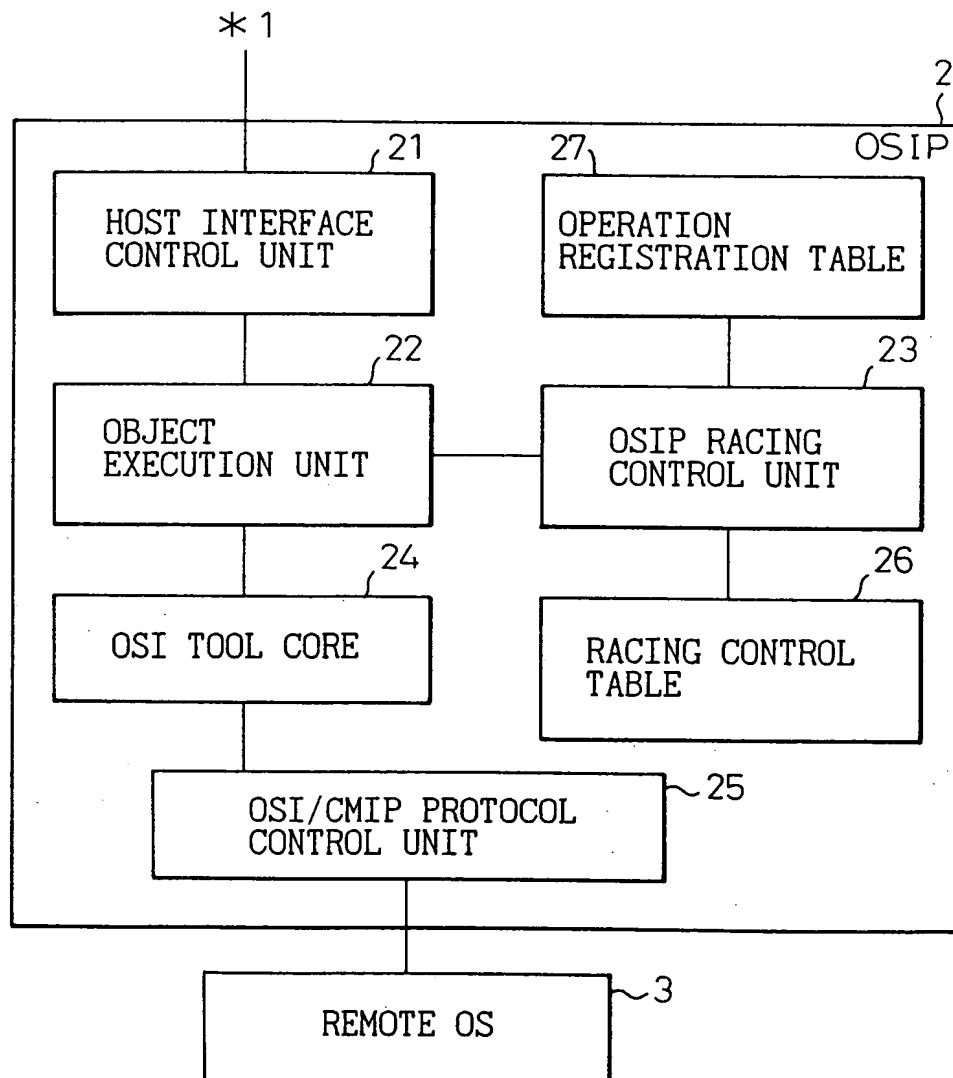 *1
2
OSIP
21
HOST INTERFACE
CONTROL UNIT
27
OPERATION
REGISTRATION TABLE
22
OBJECT
EXECUTION UNIT
23
OSIP RACING
CONTROL UNIT
24
OSI TOOL CORE
26
RACING CONTROL
TABLE
25
OSI/CMIP PROTOCOL
CONTROL UNIT
3
REMOTE OS